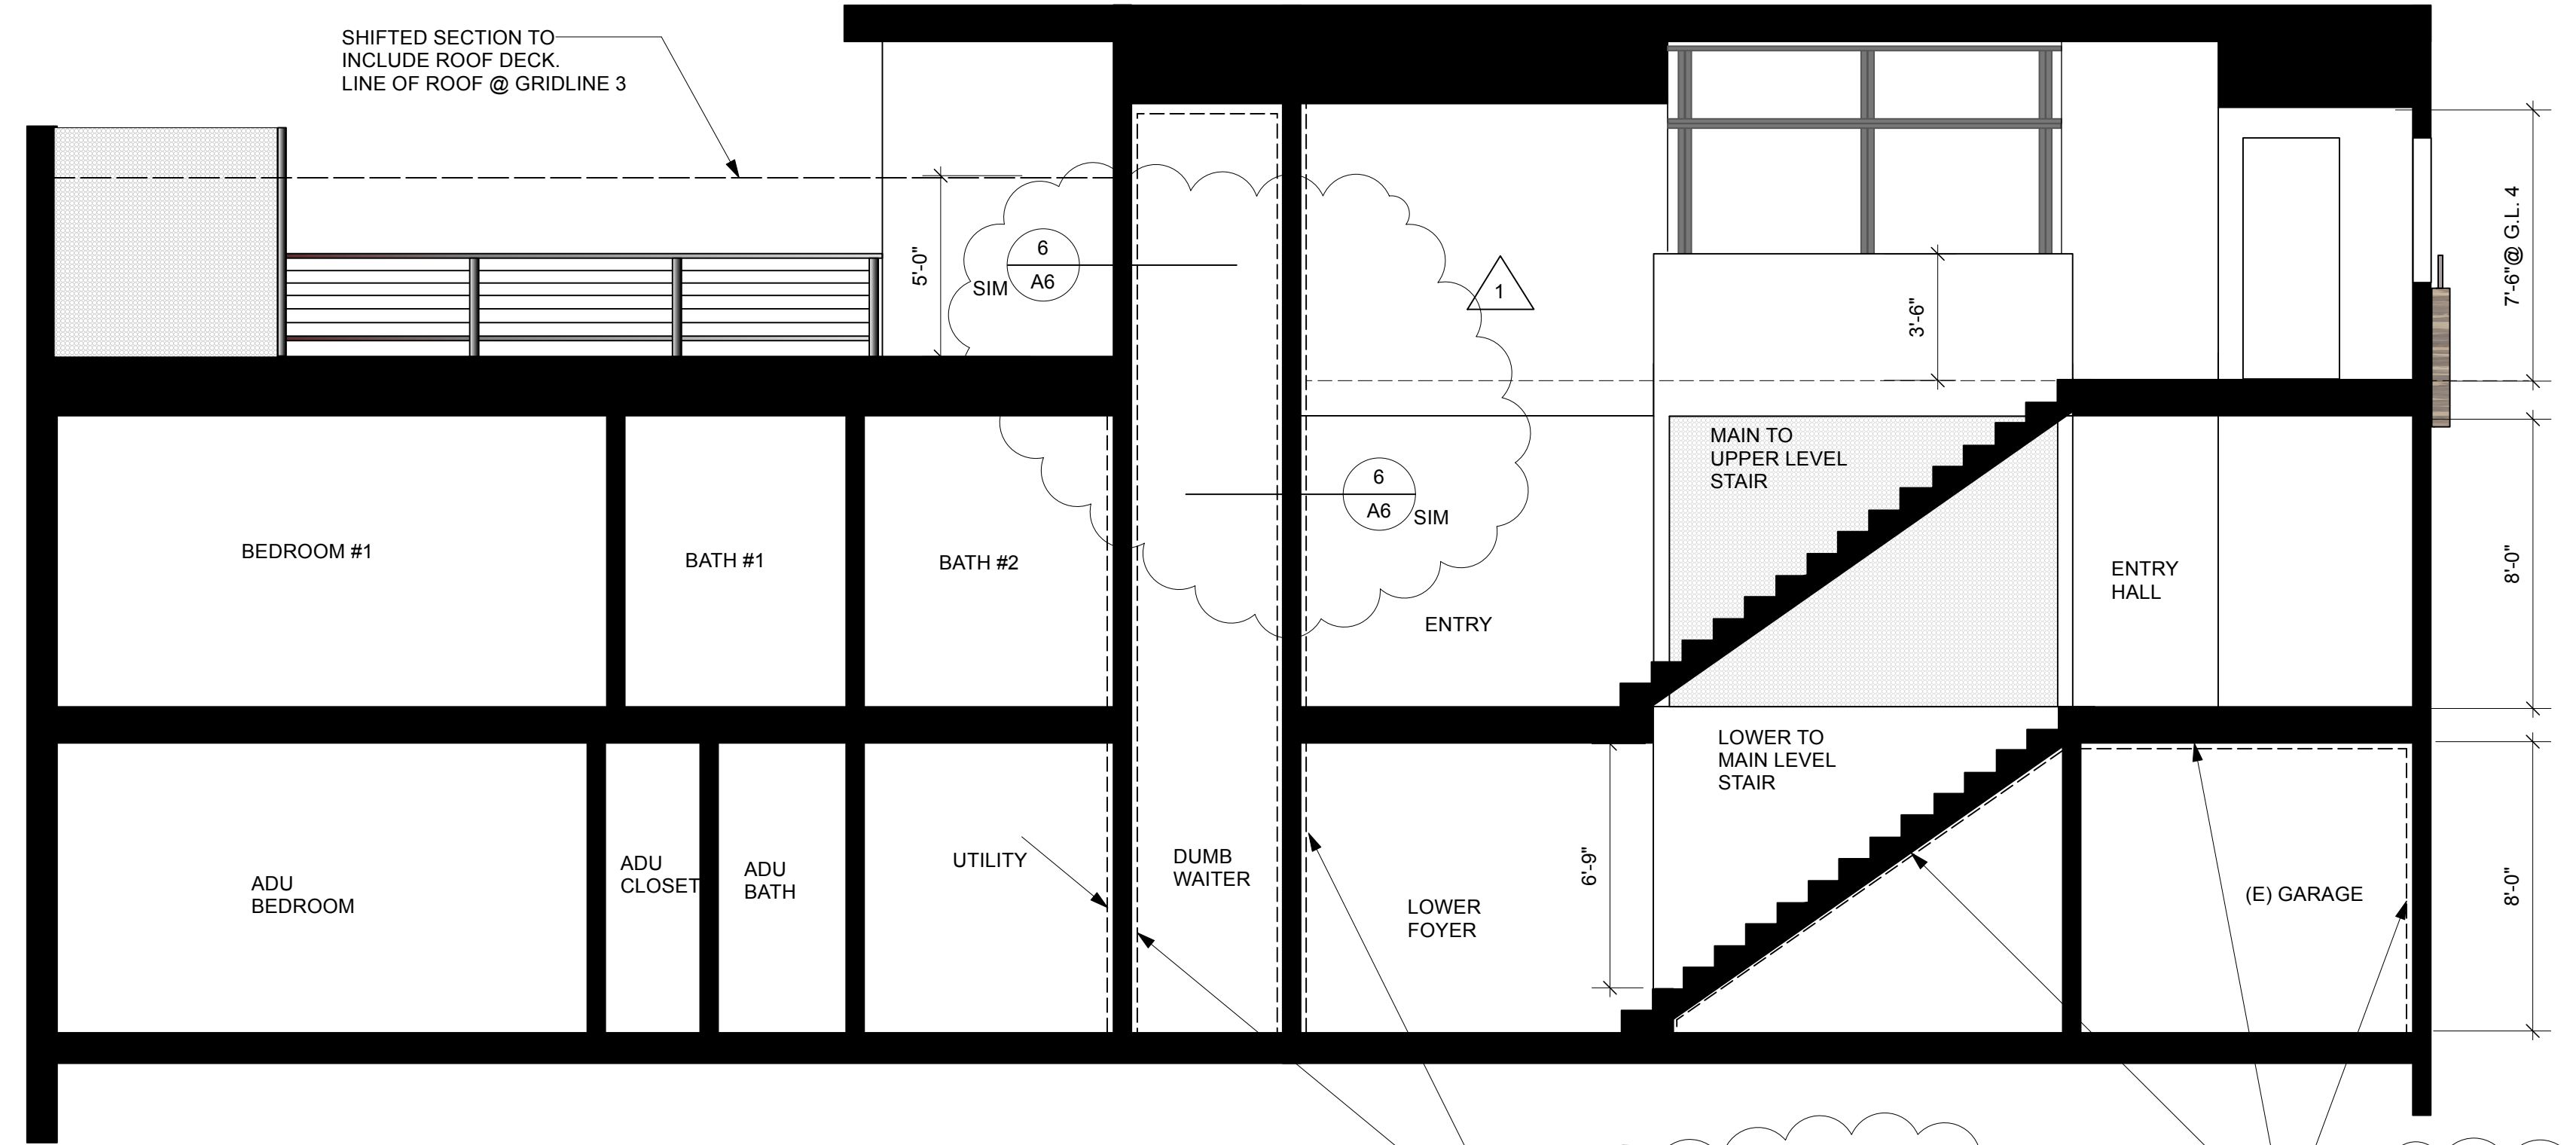 SHIFTED SECTION TO
INCLUDE ROOF DECK.
LINE OF ROOF @ GRIDLINE 3
5'-0"
6
A6
SIM
1
3'-6"
7'-6"@ G.L. 4
MAIN TO
UPPER LEVEL
STAIR
6
A6
SIM
BEDROOM #1
BATH #1
BATH #2
ENTRY
ENTRY
HALL
8'-0"
LOWER TO
MAIN LEVEL
STAIR
ADU
BEDROOM
ADU
CLOSET
ADU
BATH
UTILITY
DUMB
WAITER
LOWER
FOYER
6'-9"
(E) GARAGE
8'-0"